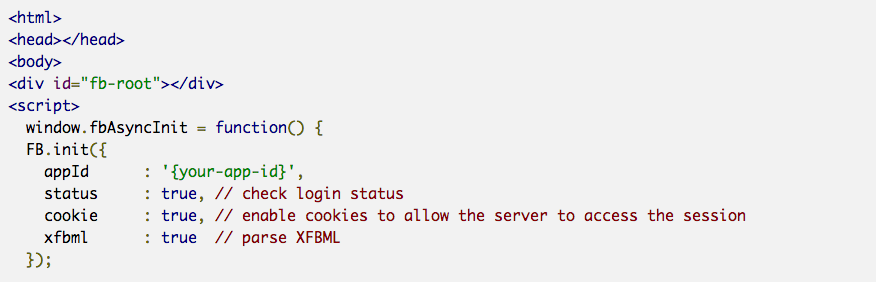 <html>
<head></head>
<body>
<div id="fb-root"></div>
<script>
  window.fbAsyncInit = function() {
  FB.init({
    appId      : '{your-app-id}',
    status     : true, // check login status
    cookie     : true, // enable cookies to allow the server to access the session
    xfbml      : true  // parse XFBML
  });